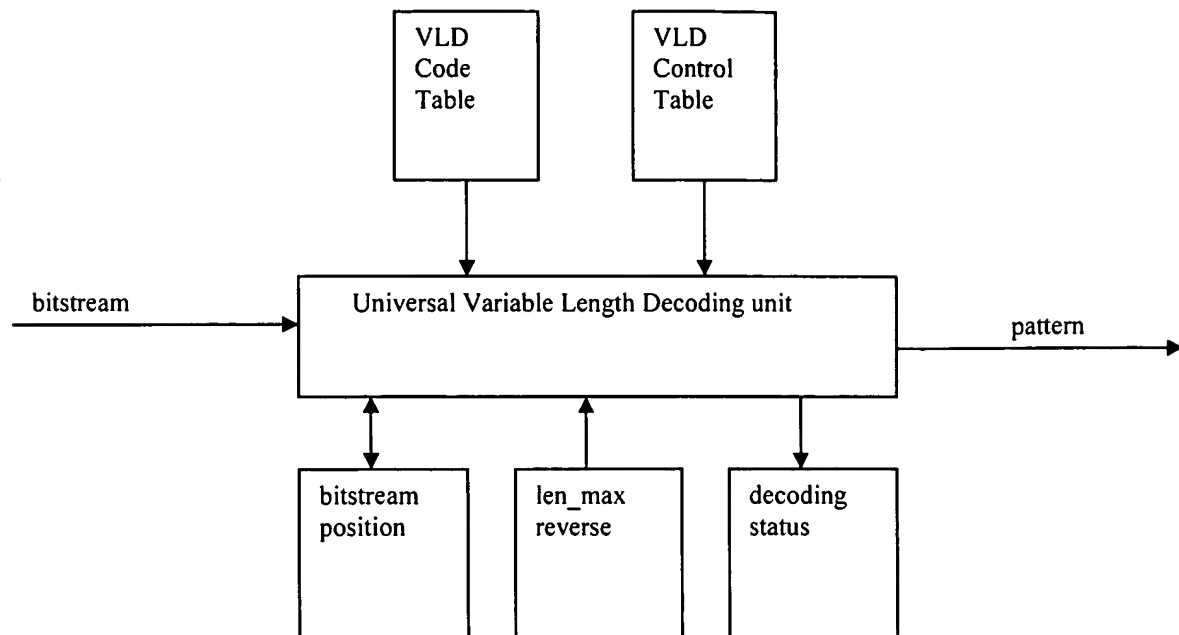 VLD
Code
Table
VLD
Control
Table
bitstream
Universal Variable Length Decoding unit
pattern
bitstream
position
len_max
reverse
decoding
status